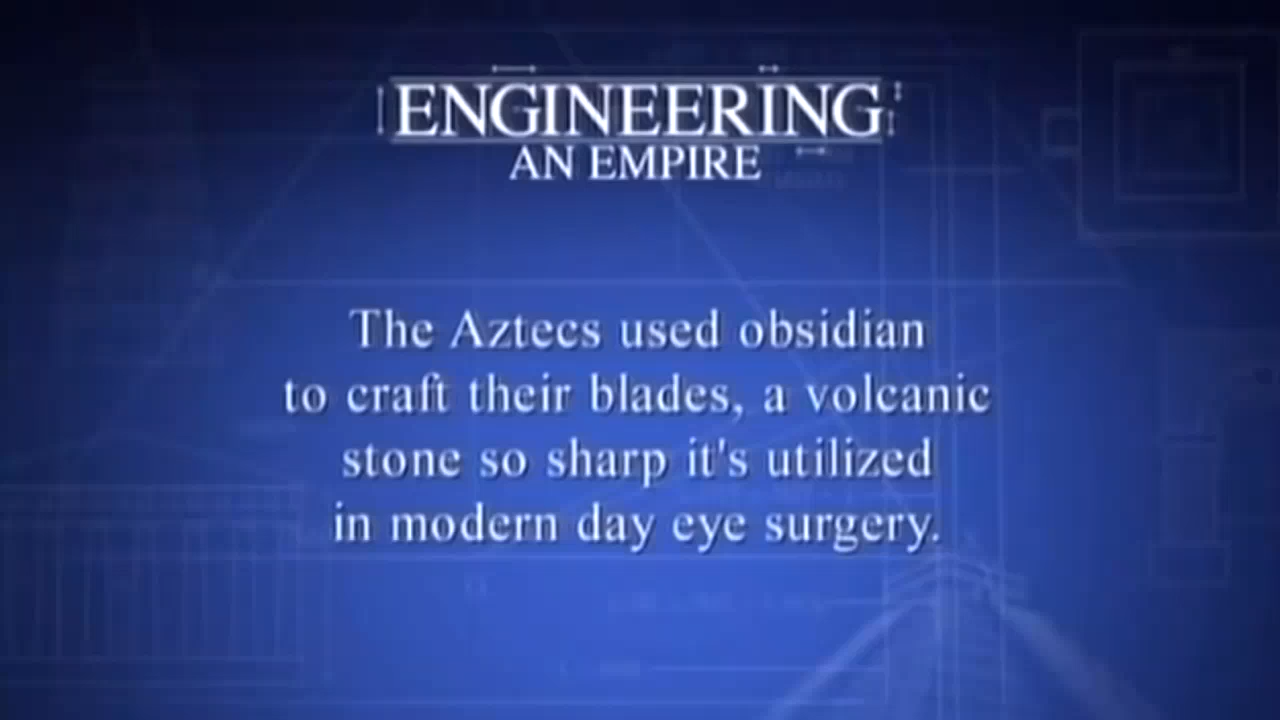 ENGINEERING
AN EMPIRE
The Aztecs used obsidian
to craft their blades, a volcanic
stone so sharp it's utilized
in modern day eye surgery.